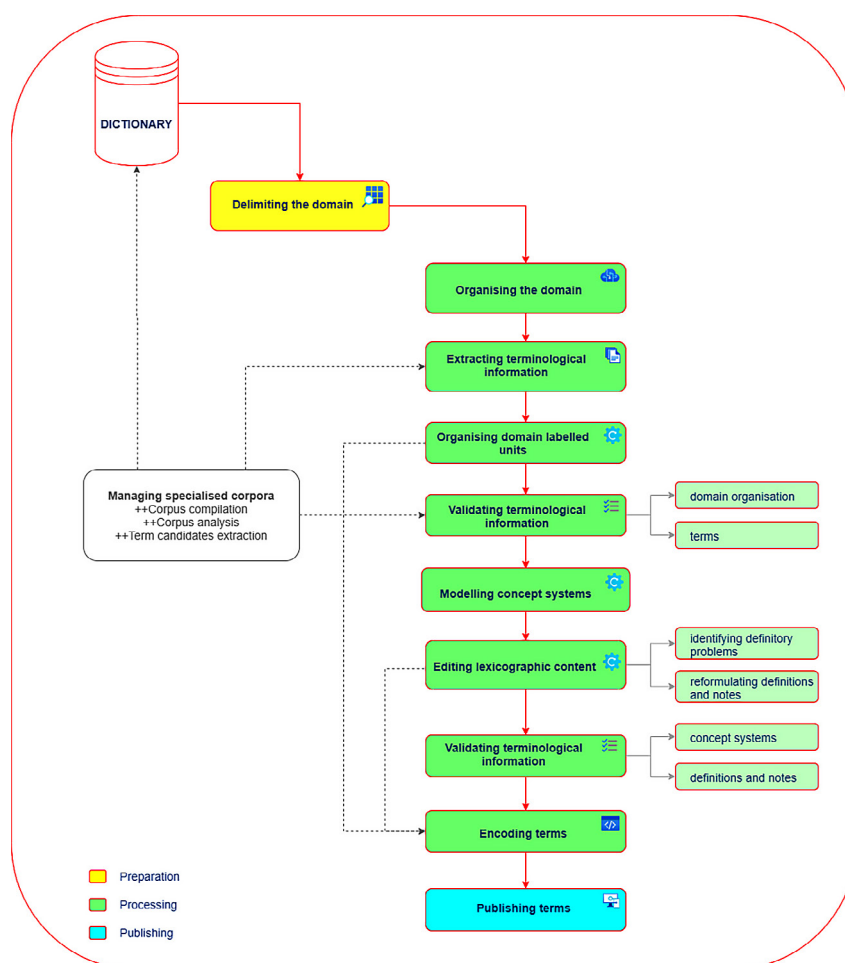 DICTIONARY
Delimiting the domain
Organising the domain
Extracting terminological
information
Organising domain labelled
units
Managing specialised corpora
++Corpus compilation
++Corpus analysis
++Term candidates extraction
Validating terminological
information
domain organisation
terms
Modelling concept systems
Editing lexicographic content
identifying definitory
problems
reformulating definitions
and notes
Validating terminological
information
concept systems
definitions and notes
Encoding terms
</>
Publishing terms
Preparation
Processing
Publishing